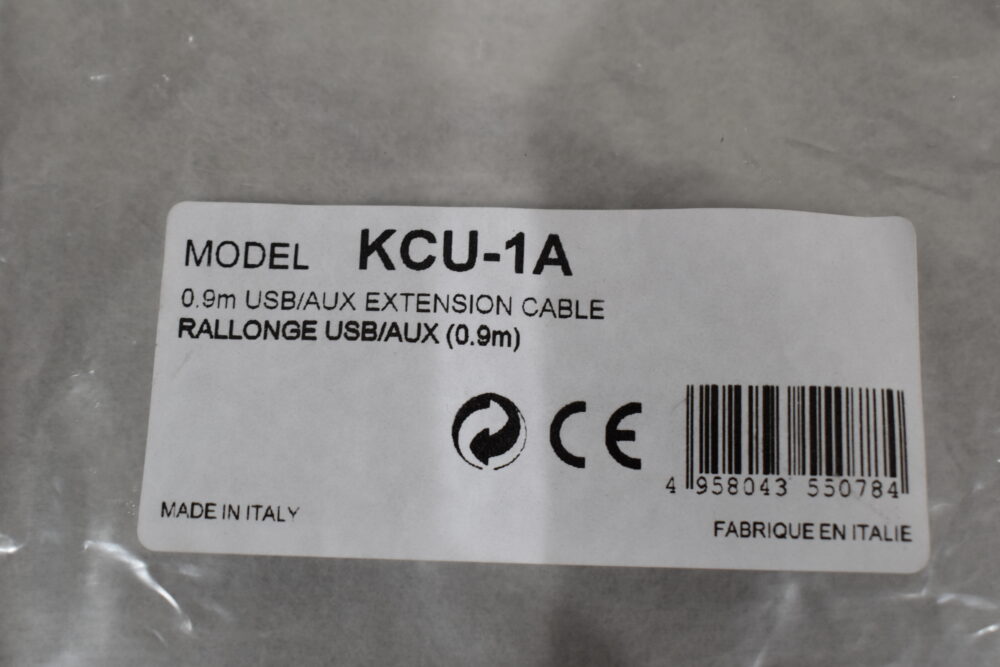 MODEL KCU-1A
0.9m USB/AUX EXTENSION CABLE
RALLONGE USB/AUX (0.9m)
CE
4 958043 550784
MADE IN ITALY
FABRIQUE EN ITALIE